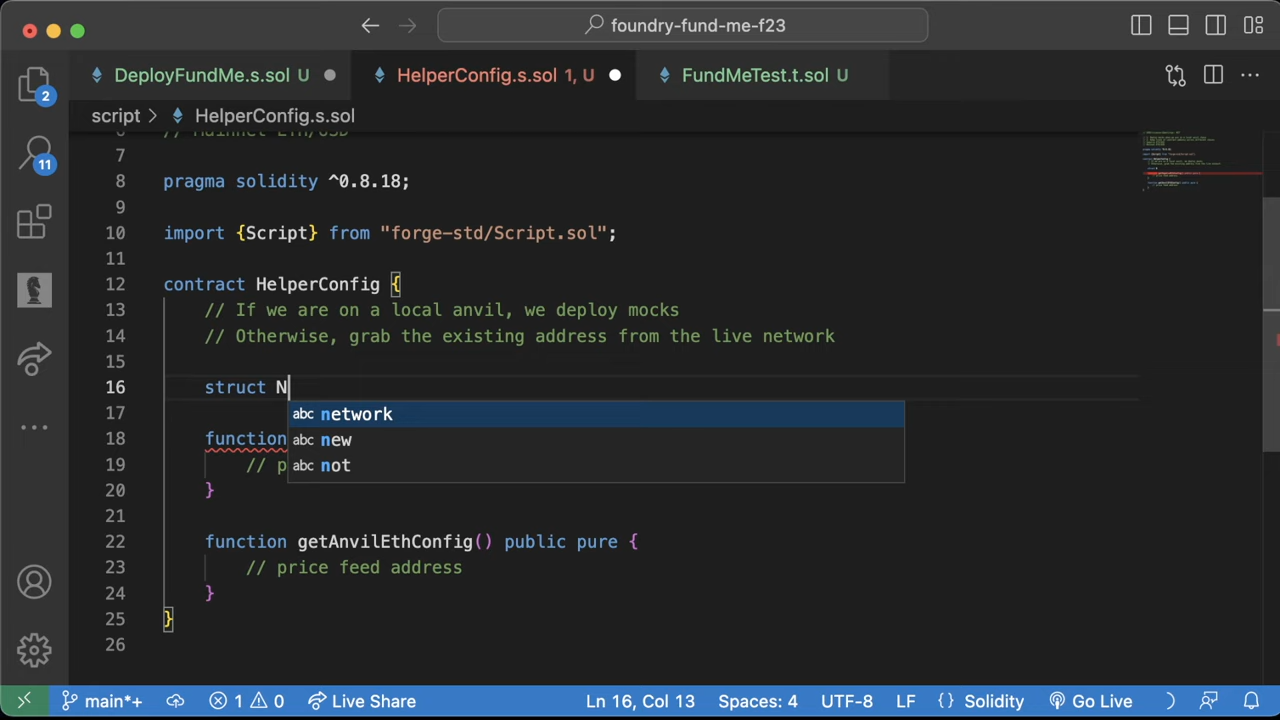 foundry-fund-me-f23
DeployFundMe.s.sol U
HelperConfig.s.sol 1, U
FundMeTest.t.sol U
script > HelperConfig.s.sol
6 // Mainnet ETH/USD
7
8 pragma solidity ^0.8.18;
9
10 import {Script} from "forge-std/Script.sol";
11
12 contract HelperConfig {
13 // If we are on a local anvil, we deploy mocks
14 // Otherwise, grab the existing address from the live network
15
16 struct N
abc network
17
abc new
18 function
abc not
19 // p
20 }
21
22 function getAnvilEthConfig() public pure {
23 // price feed address
24 }
25 }
26
2
11
main*+
1
0
Live Share
Ln 16, Col 13
Spaces: 4
UTF-8
LF
{} Solidity
Go Live